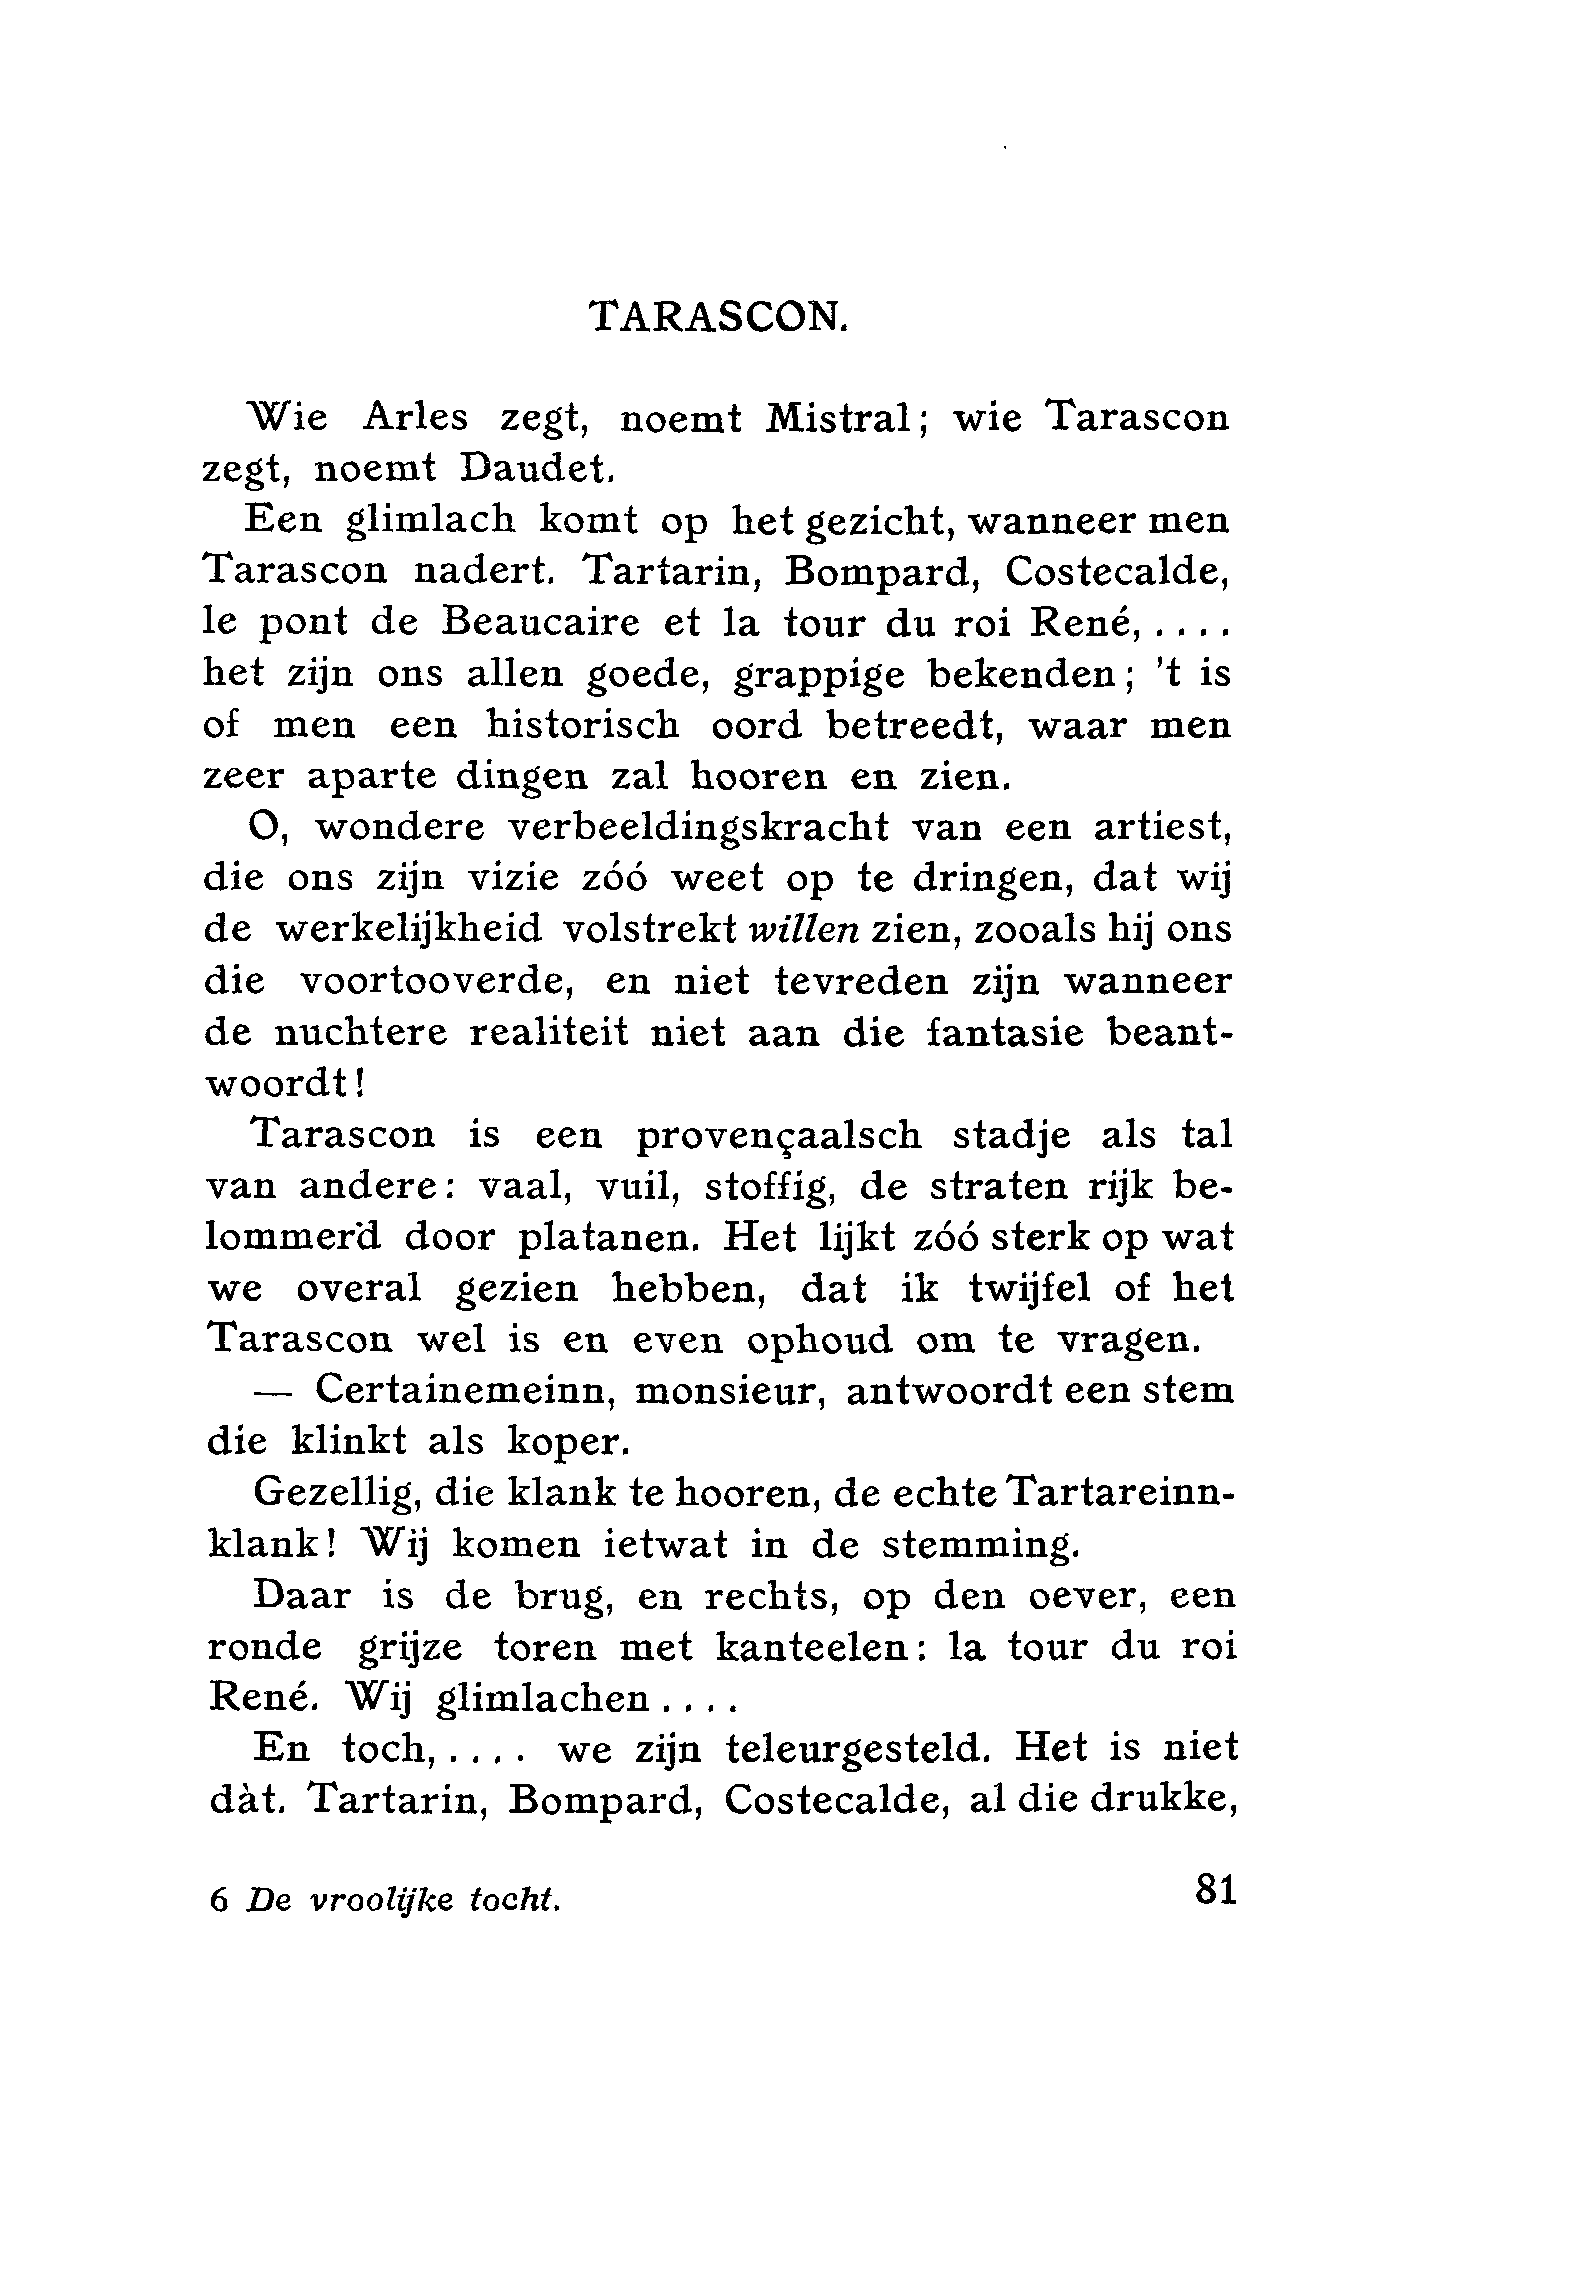 TARASCON.
Wie Arles zegt, noemt Mistral; wie Tarascon
zegt, noemt Daudet.
Een glimlach komt op het gezicht, wanneer men
Tarascon nadert. Tartarin, Bompard, Costecalde,
le pont de Beaucaire et la tour du roi René, ....
het zijn ons allen goede, grappige bekenden; 't is
of men een historisch oord betreedt, waar men
zeer aparte dingen zal hooren en zien.
O, wondere verbeeldingskracht van een artiest,
die ons zijn vizie zóó weet op te dringen, dat wij
de werkelijkheid volstrekt willen zien, zooals hij ons
die voortooverde, en niet tevreden zijn wanneer
de nuchtere realiteit niet aan die fantasie beant-
woordt!
Tarascon is een provençaalsch stadje als tal
van andere: vaal, vuil, stoffig, de straten rijk be-
lommerd door platanen. Het lijkt zóó sterk op wat
we overal gezien hebben, dat ik twijfel of het
Tarascon wel is en even ophoud om te vragen.
— Certainemeinn, monsieur, antwoordt een stem
die klinkt als koper.
Gezellig, die klank te hooren, de echte Tartareinn-
klank! Wij komen ietwat in de stemming.
Daar is de brug, en rechts, op den oever, een
ronde grijze toren met kanteelen: la tour du roi
René. Wij glimlachen ....
En toch, .... we zijn teleurgesteld. Het is niet
dàt. Tartarin, Bompard, Costecalde, al die drukke,
6 De vroolijke tocht.
81